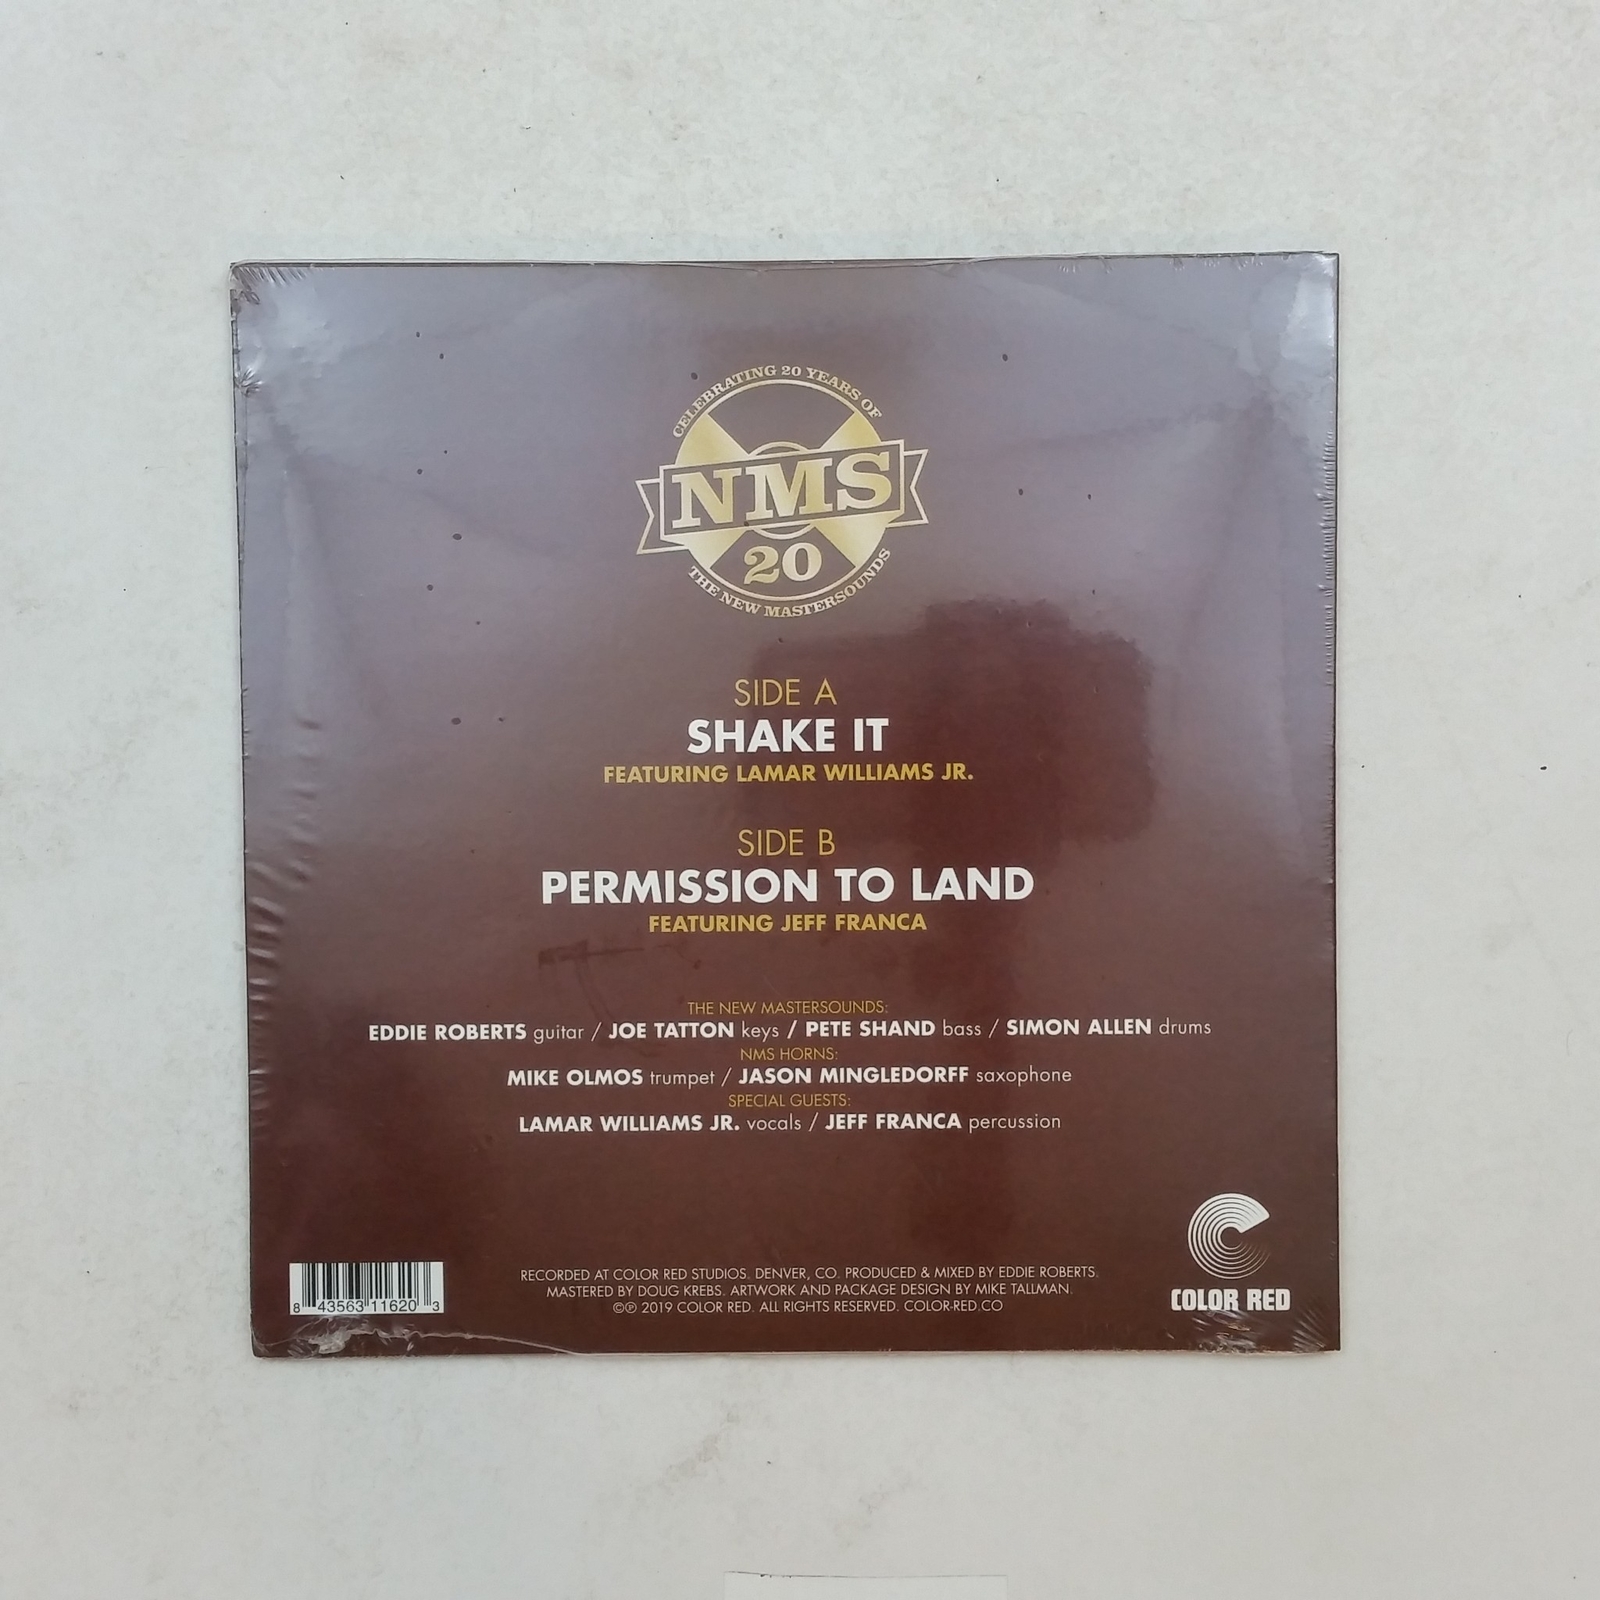 CELEBRATING 20 YEARS OF
NMS
20
THE NEW MASTERSOUNDS
SIDE A
SHAKE IT
FEATURING LAMAR WILLIAMS JR.
SIDE B
PERMISSION TO LAND
FEATURING JEFF FRANCA
THE NEW MASTERSOUNDS:
EDDIE ROBERTS guitar / JOE TATTON keys / PETE SHAND bass / SIMON ALLEN drums
NMS HORNS:
MIKE OLMOS trumpet / JASON MINGLEDORFF saxophone
SPECIAL GUESTS:
LAMAR WILLIAMS JR. vocals / JEFF FRANCA percussion
RECORDED AT COLOR RED STUDIOS. DENVER, CO. PRODUCED & MIXED BY EDDIE ROBERTS.
MASTERED BY DOUG KREBS. ARTWORK AND PACKAGE DESIGN BY MIKE TALLMAN.
©℗ 2019 COLOR RED. ALL RIGHTS RESERVED. COLOR-RED.CO
8 43563 11620 3
COLOR RED